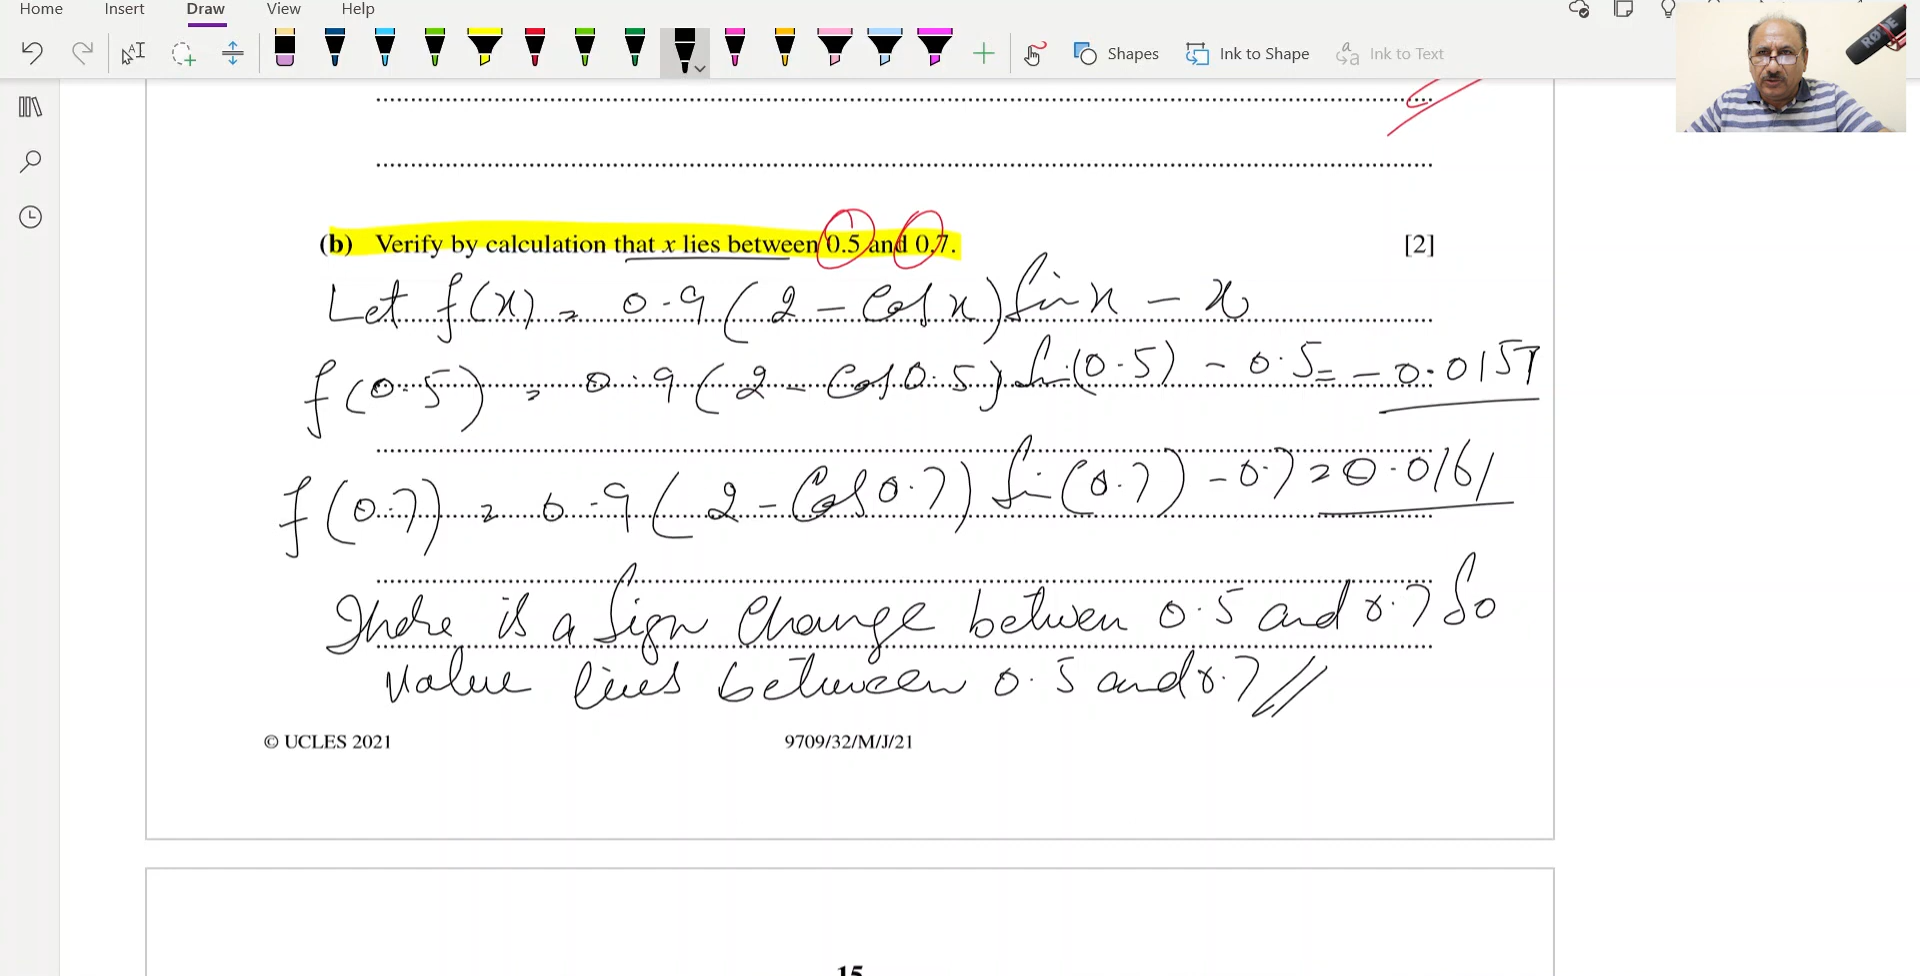 Home Insert Draw View Help
Shapes Ink to Shape Ink to Text
RØDE
(b) Verify by calculation that x lies between 0.5 and 0.7. [2]
Let f(x) = 0.9(2 - Cos x) Sin x - x
f(0.5) = 0.9(2 - Cos 0.5) Sin(0.5) - 0.5 = - 0.0157
f(0.7) = 0.9(2 - Cos 0.7) Sin(0.7) - 0.7 = 0.0161
There is a Sign Change between 0.5 and 0.7 So
value lies between 0.5 and 0.7 //
© UCLES 2021 9709/32/M/J/21
15